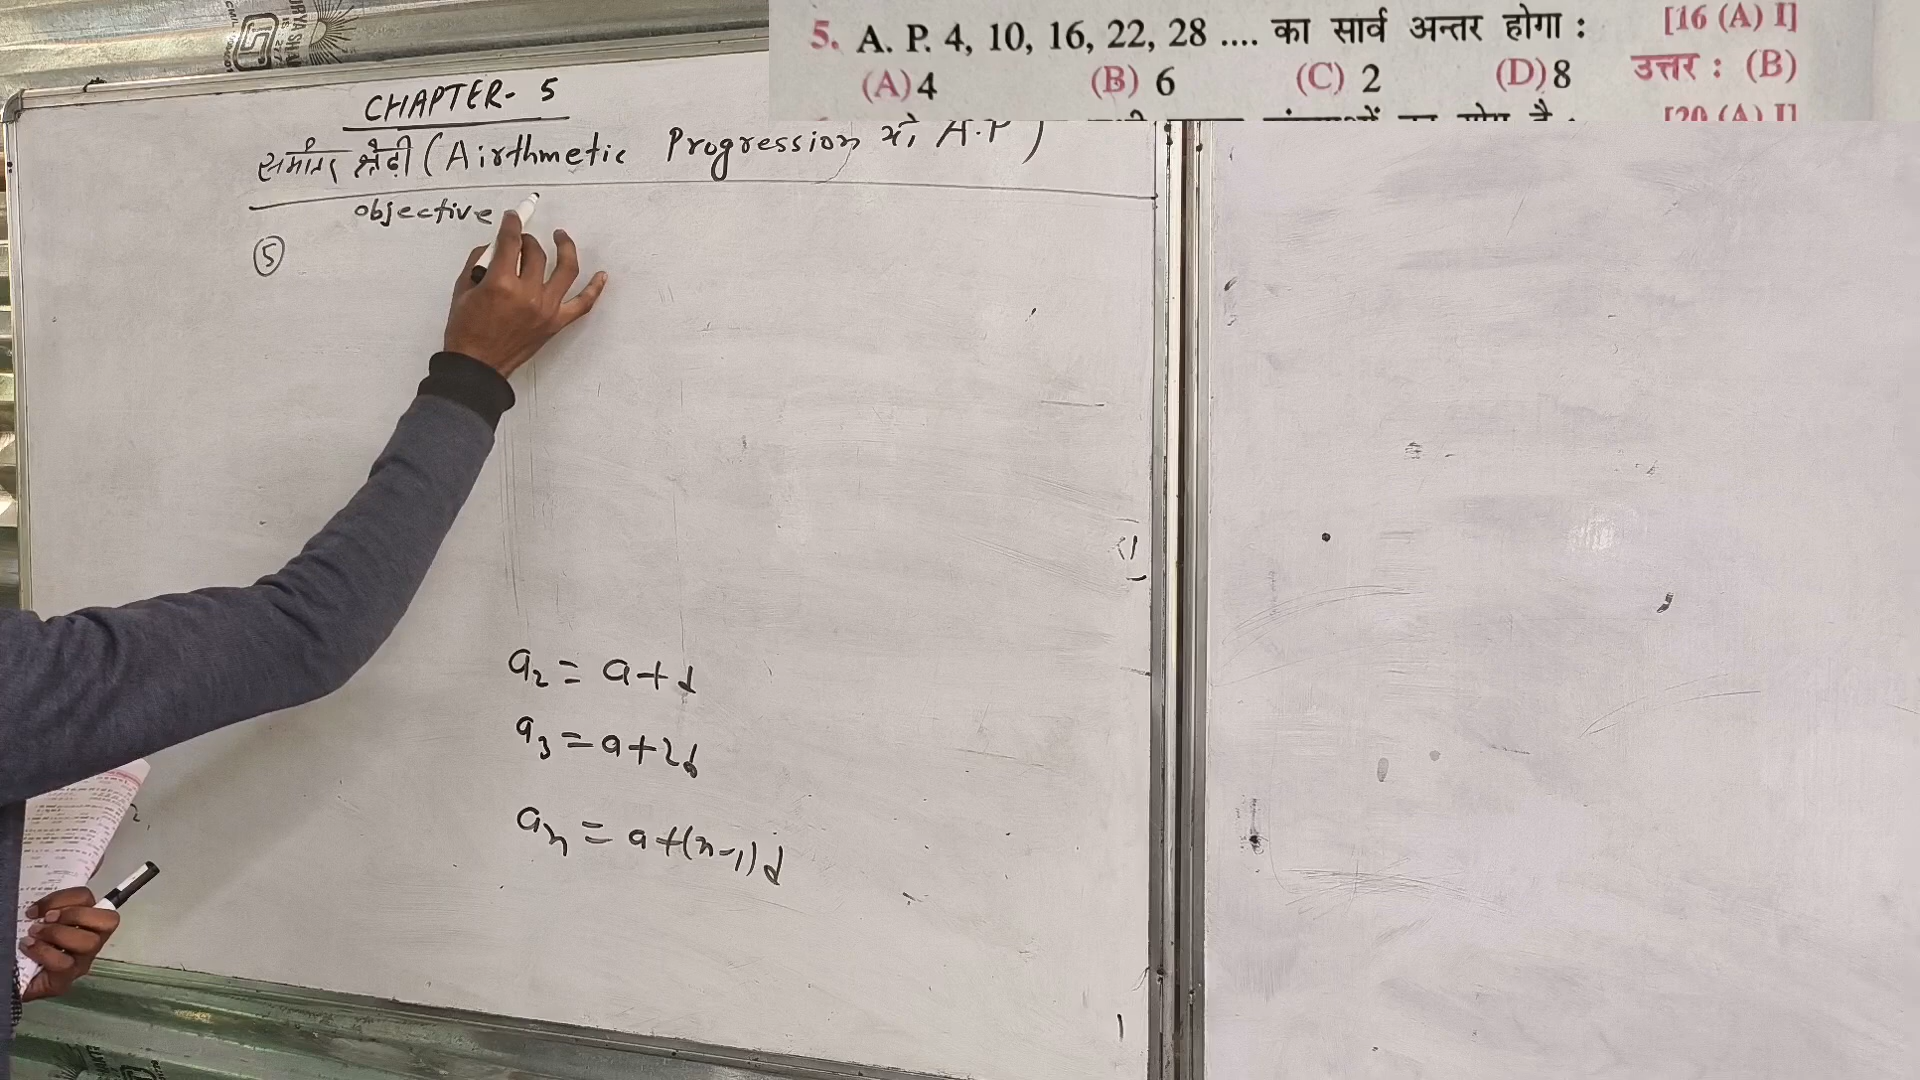 5. A. P. 4, 10, 16, 22, 28 .... का सार्व अन्तर होगा : [16 (A) I]
(A) 4 (B) 6 (C) 2 (D) 8 उत्तर : (B)
[20 (A) I]
CHAPTER- 5
समांतर श्रेढ़ी (Airthmetic Progression या, A.P)
objective
5
a2 = a+d
a3 = a+2d
an = a+(n-1)d